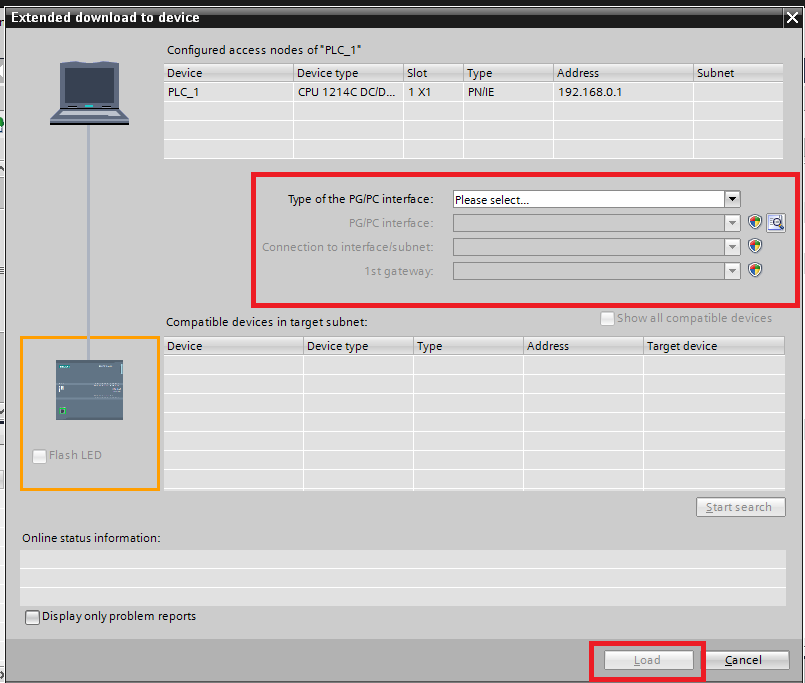 Extended download to device
Configured access nodes of "PLC_1"
Device Device type Slot Type Address Subnet
PLC_1 CPU 1214C DC/D... 1 X1 PN/IE 192.168.0.1
Type of the PG/PC interface: Please select...
PG/PC interface:
Connection to interface/subnet:
1st gateway:
Compatible devices in target subnet: Show all compatible devices
Device Device type Type Address Target device
Flash LED
Start search
Online status information:
Display only problem reports
Load Cancel